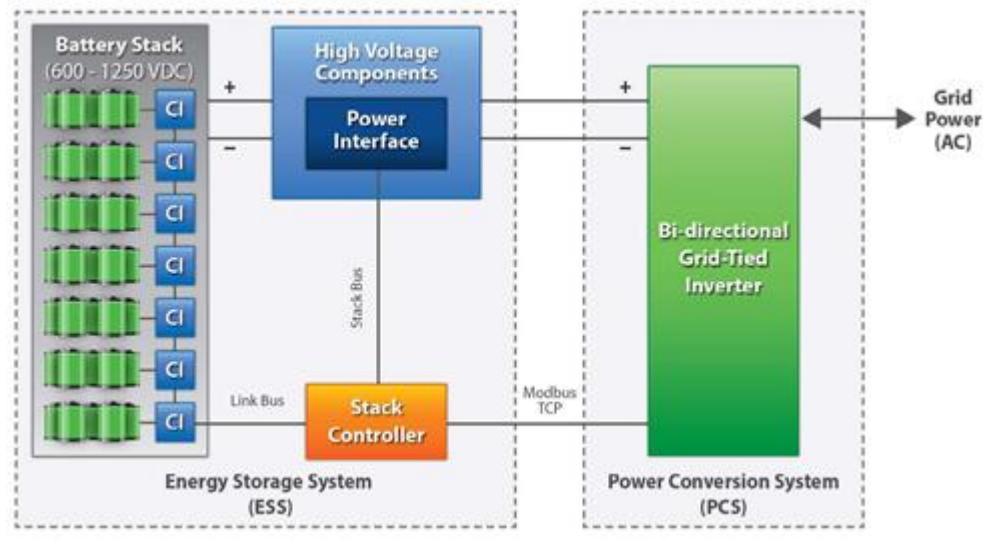 Battery Stack
(600 - 1250 VDC)
CI
CI
CI
CI
CI
CI
CI
+
−
High Voltage
Components
Power
Interface
+
−
Grid
Power
(AC)
Bi-directional
Grid-Tied
Inverter
Stack Bus
Link Bus
Stack
Controller
Modbus
TCP
Energy Storage System
(ESS)
Power Conversion System
(PCS)